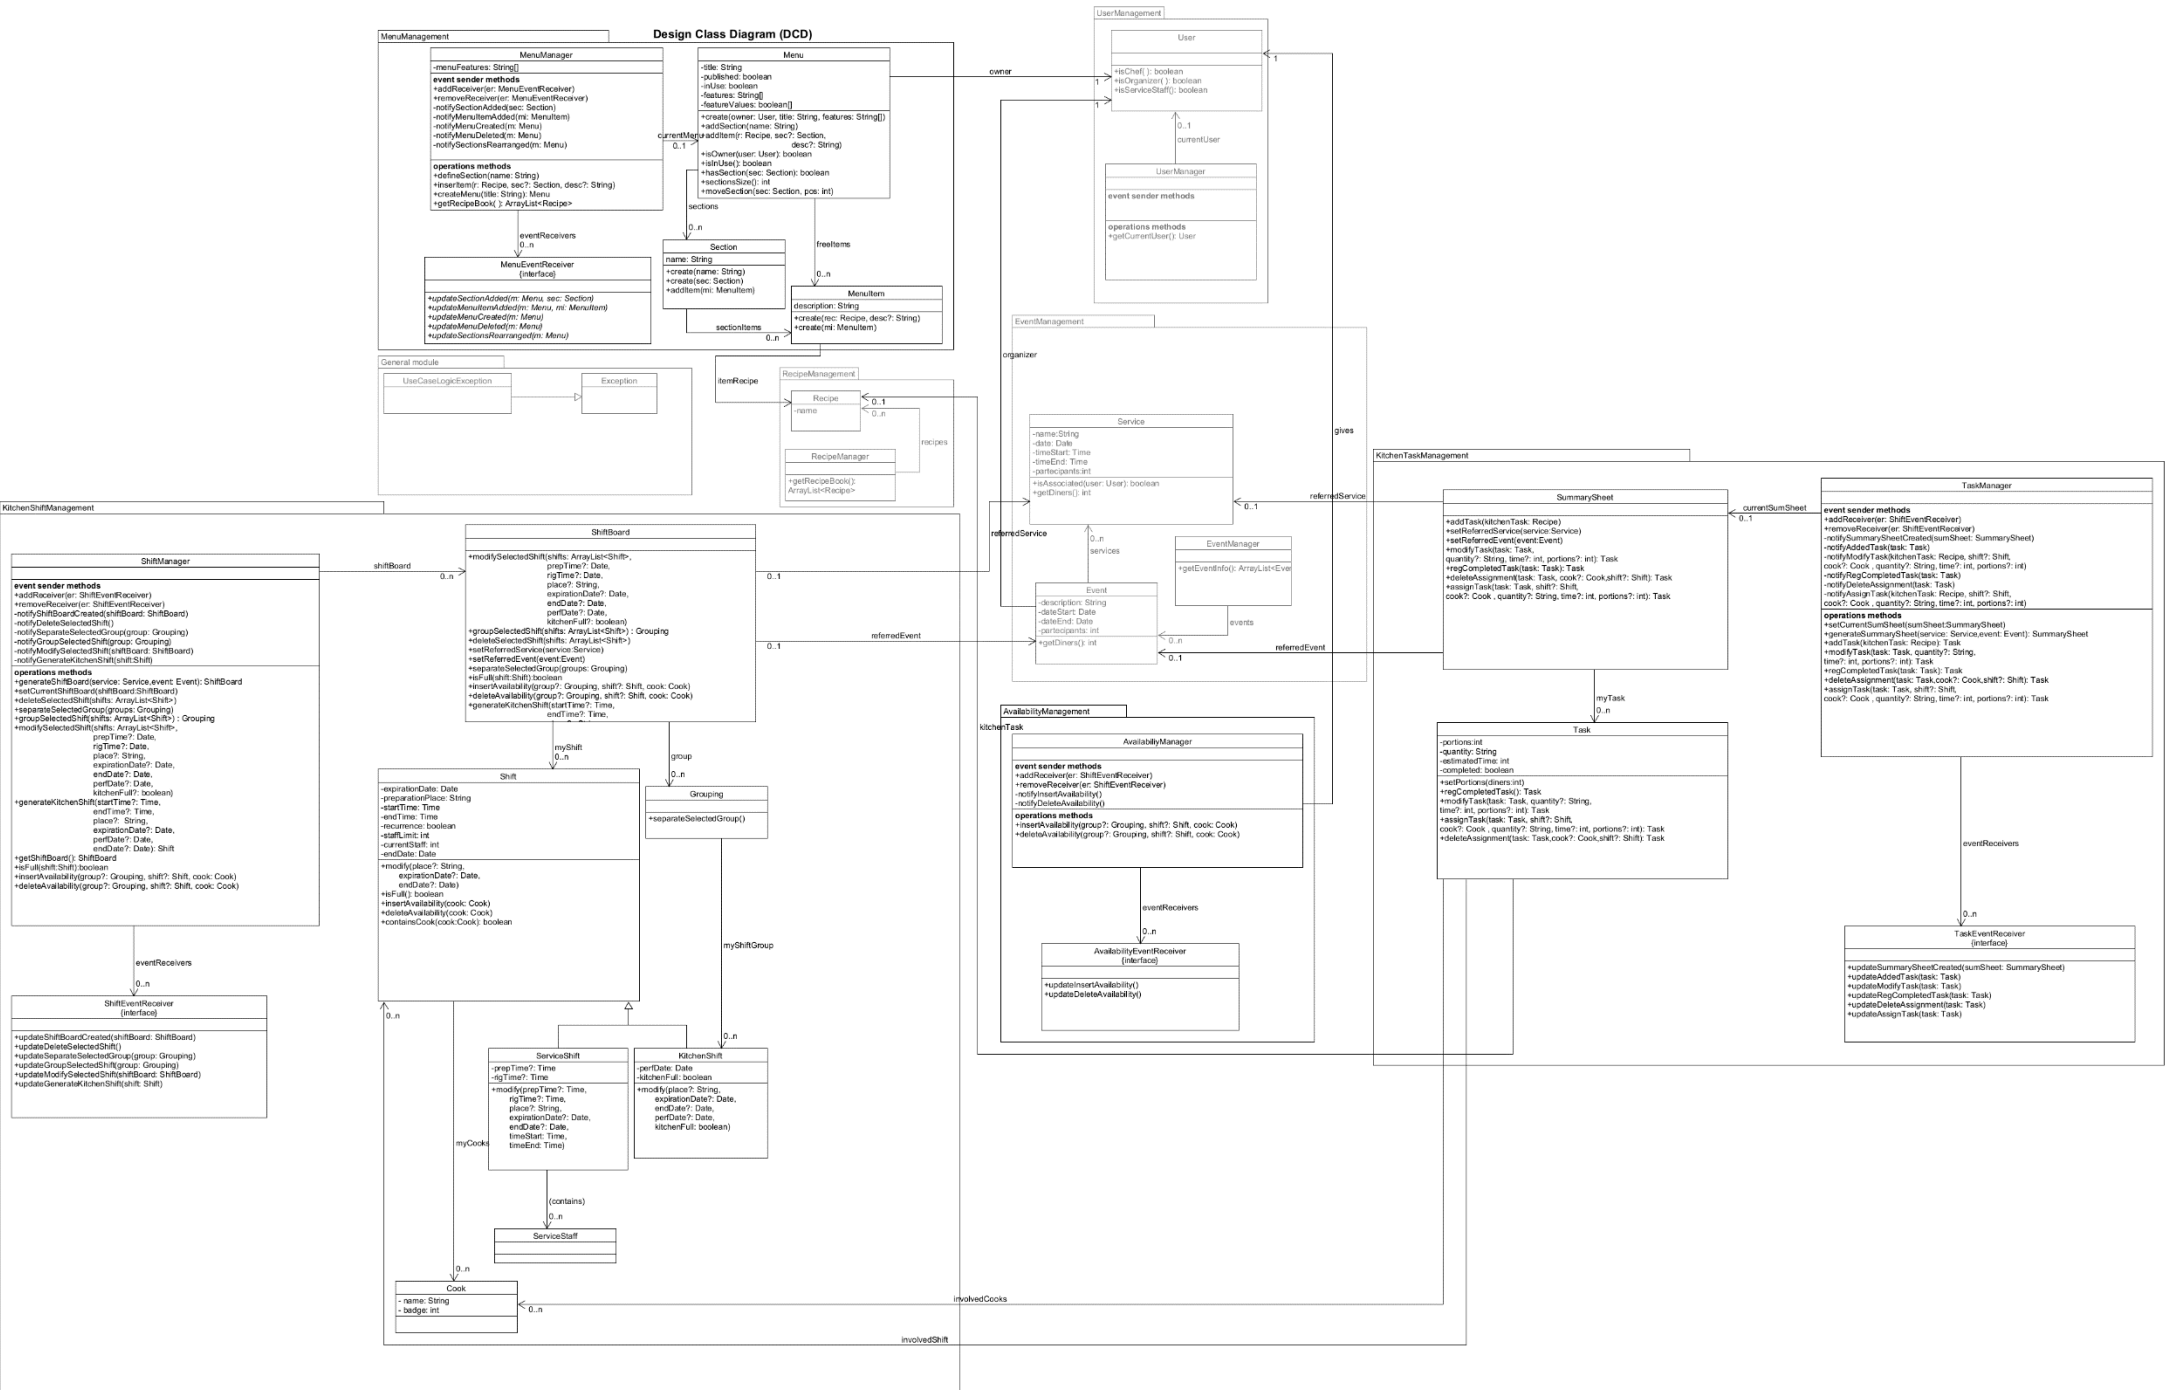 Design Class Diagram (DCD)
MenuManagement
MenuManager
-menuFeatures: String[]
event sender methods
+addReceiver(er: MenuEventReceiver)
+removeReceiver(er: MenuEventReceiver)
-notifySectionAdded(sec: Section)
-notifyMenuItemAdded(mi: MenuItem)
-notifyMenuCreated(m: Menu)
-notifyMenuDeleted(m: Menu)
-notifySectionsRearranged(m: Menu)
operations methods
+defineSection(name: String)
+inserItem(r: Recipe, sec?: Section, desc?: String)
+createMenu(title: String): Menu
+getRecipeBook( ): ArrayList<Recipe>
eventReceivers
0..n
MenuEventReceiver
{interface}
+updateSectionAdded(m: Menu, sec: Section)
+updateMenuItemAdded(m: Menu, mi: MenuItem)
+updateMenuCreated(m: Menu)
+updateMenuDeleted(m: Menu)
+updateSectionsRearranged(m: Menu)
currentMenu
0..1
Menu
-title: String
-published: boolean
-inUse: boolean
-features: String[]
-featureValues: boolean[]
+create(owner: User, title: String, features: String[])
+addSection(name: String)
+addItem(r: Recipe, sec?: Section,
desc?: String)
+isOwner(user: User): boolean
+isInUse(): boolean
+hasSection(sec: Section): boolean
+sectionsSize(): int
+moveSection(sec: Section, pos: int)
sections
0..n
freeItems
0..n
Section
name: String
+create(name: String)
+create(sec: Section)
+addItem(mi: MenuItem)
sectionItems
0..n
MenuItem
description: String
+create(rec: Recipe, desc?: String)
+create(mi: MenuItem)
owner
1
1
1
UserManagement
User
+isChef( ): boolean
+isOrganizer( ): boolean
+isServiceStaff(): boolean
0..1
currentUser
UserManager
event sender methods
operations methods
+getCurrentUser(): User
General module
UseCaseLogicException
Exception
itemRecipe
RecipeManagement
Recipe
-name
0..1
0..n
recipes
RecipeManager
+getRecipeBook():
ArrayList<Recipe>
EventManagement
organizer
gives
Service
-name:String
-date: Date
-timeStart: Time
-timeEnd: Time
-partecipants:int
+isAssociated(user: User): boolean
+getDiners(): int
referredService
0..1
referredService
0..n
services
EventManager
+getEventInfo(): ArrayList<Ever
events
0..n
Event
-description: String
-dateStart: Date
-dateEnd: Date
-partecipants: int
+getDiners(): int
referredEvent
0..1
referredEvent
0..1
0..1
KitchenTaskManagement
SummarySheet
+addTask(kitchenTask: Recipe)
+setReferredService(service:Service)
+setReferredEvent(event:Event)
+modifyTask(task: Task,
quantity?: String, time?: int, portions?: int): Task
+regCompletedTask(task: Task): Task
+deleteAssignment(task: Task, cook?: Cook,shift?: Shift): Task
+assignTask(task: Task, shift?: Shift,
cook?: Cook , quantity?: String, time?: int, portions?: int): Task
currentSumSheet
0..1
TaskManager
event sender methods
+addReceiver(er: ShiftEventReceiver)
+removeReceiver(er: ShiftEventReceiver)
-notifySummarySheetCreated(sumSheet: SummarySheet)
-notifyAddedTask(task: Task)
-notifyModifyTask(kitchenTask: Recipe, shift?: Shift,
cook?: Cook , quantity?: String, time?: int, portions?: int)
-notifyRegCompletedTask(task: Task)
-notifyDeleteAssignment(task: Task)
-notifyAssignTask(kitchenTask: Recipe, shift?: Shift,
cook?: Cook , quantity?: String, time?: int, portions?: int)
operations methods
+setCurrentSumSheet(sumSheet:SummarySheet)
+generateSummarySheet(service: Service,event: Event): SummarySheet
+addTask(kitchenTask: Recipe): Task
+modifyTask(task: Task, quantity?: String,
time?: int, portions?: int): Task
+regCompletedTask(task: Task): Task
+deleteAssignment(task: Task,cook?: Cook,shift?: Shift): Task
+assignTask(task: Task, shift?: Shift,
cook?: Cook , quantity?: String, time?: int, portions?: int): Task
myTask
0..n
Task
-portions:int
-quantity: String
-estimatedTime: int
-completed: boolean
+setPortions(diners:int)
+regCompletedTask(): Task
+modifyTask(task: Task, quantity?: String,
time?: int, portions?: int): Task
+assignTask(task: Task, shift?: Shift,
cook?: Cook , quantity?: String, time?: int, portions?: int): Task
+deleteAssignment(task: Task,cook?: Cook,shift?: Shift): Task
eventReceivers
0..n
TaskEventReceiver
{interface}
+updateSummarySheetCreated(sumSheet: SummarySheet)
+updateAddedTask(task: Task)
+updateModifyTask(task: Task)
+updateRegCompletedTask(task: Task)
+updateDeleteAssignment(task: Task)
+updateAssignTask(task: Task)
AvailabilityManagement
kitchenTask
AvailabiliyManager
event sender methods
+addReceiver(er: ShiftEventReceiver)
+removeReceiver(er: ShiftEventReceiver)
-notifyInsertAvailability()
-notifyDeleteAvailability()
operations methods
+insertAvailability(group?: Grouping, shift?: Shift, cook: Cook)
+deleteAvailability(group?: Grouping, shift?: Shift, cook: Cook)
eventReceivers
0..n
AvailabilityEventReceiver
{interface}
+updateInsertAvailability()
+updateDeleteAvailability()
KitchenShiftManagement
ShiftManager
event sender methods
+addReceiver(er: ShiftEventReceiver)
+removeReceiver(er: ShiftEventReceiver)
-notifyShiftBoardCreated(shiftBoard: ShiftBoard)
-notifyDeleteSelectedShift()
-notifySeparateSelectedGroup(group: Grouping)
-notifyGroupSelectedShift(group: Grouping)
-notifyModifySelectedShift(shiftBoard: ShiftBoard)
-notifyGenerateKitchenShift(shift:Shift)
operations methods
+generateShiftBoard(service: Service,event: Event): ShiftBoard
+setCurrentShiftBoard(shiftBoard:ShiftBoard)
+deleteSelectedShift(shifts: ArrayList<Shift>)
+separateSelectedGroup(groups: Grouping)
+groupSelectedShift(shifts: ArrayList<Shift>) : Grouping
+modifySelectedShift(shifts: ArrayList<Shift>,
prepTime?: Date,
rigTime?: Date,
place?: String,
expirationDate?: Date,
endDate?: Date,
perfDate?: Date,
kitchenFull?: boolean)
+generateKitchenShift(startTime?: Time,
endTime?: Time,
place?: String,
expirationDate?: Date,
perfDate?: Date,
endDate?: Date): Shift
+getShiftBoard(): ShiftBoard
+isFull(shift:Shift):boolean
+insertAvailability(group?: Grouping, shift?: Shift, cook: Cook)
+deleteAvailability(group?: Grouping, shift?: Shift, cook: Cook)
eventReceivers
0..n
ShiftEventReceiver
{interface}
+updateShiftBoardCreated(shiftBoard: ShiftBoard)
+updateDeleteSelectedShift()
+updateSeparateSelectedGroup(group: Grouping)
+updateGroupSelectedShift(group: Grouping)
+updateModifySelectedShift(shiftBoard: ShiftBoard)
+updateGenerateKitchenShift(shift: Shift)
shiftBoard
0..n
ShiftBoard
+modifySelectedShift(shifts: ArrayList<Shift>,
prepTime?: Date,
rigTime?: Date,
place?: String,
expirationDate?: Date,
endDate?: Date,
perfDate?: Date,
kitchenFull?: boolean)
+groupSelectedShift(shifts: ArrayList<Shift>) : Grouping
+deleteSelectedShift(shifts: ArrayList<Shift>)
+setReferredService(service:Service)
+setReferredEvent(event:Event)
+separateSelectedGroup(groups: Grouping)
+isFull(shift:Shift):boolean
+insertAvailability(group?: Grouping, shift?: Shift, cook: Cook)
+deleteAvailability(group?: Grouping, shift?: Shift, cook: Cook)
+generateKitchenShift(startTime?: Time,
endTime?: Time,
0..1
0..1
myShift
0..n
group
0..n
Shift
-expirationDate: Date
-preparationPlace: String
-startTime: Time
-endTime: Time
-recurrence: boolean
-staffLimit: int
-currentStaff: int
-endDate: Date
+modify(place?: String,
expirationDate?: Date,
endDate?: Date)
+isFull(): boolean
+insertAvailability(cook: Cook)
+deleteAvailability(cook: Cook)
+containsCook(cook:Cook): boolean
0..n
Grouping
+separateSelectedGroup()
myShiftGroup
0..n
ServiceShift
-prepTime?: Time
-rigTime?: Time
+modify(prepTime?: Time,
rigTime?: Time,
place?: String,
expirationDate?: Date,
endDate?: Date,
timeStart: Time,
timeEnd: Time)
KitchenShift
-perfDate: Date
-kitchenFull: boolean
+modify(place?: String,
expirationDate?: Date,
endDate?: Date,
perfDate?: Date,
kitchenFull: boolean)
myCooks
0..n
(contains)
0..n
ServiceStaff
Cook
- name: String
- badge: int
0..n
involvedCooks
involvedShift